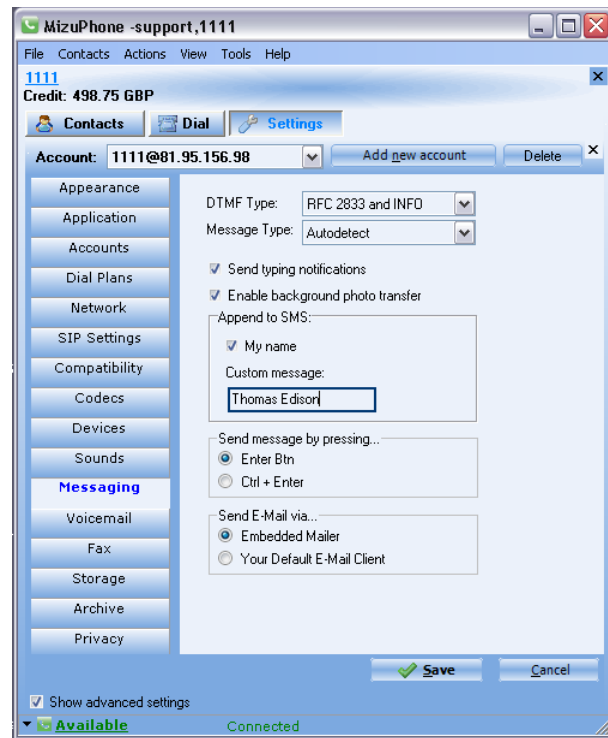 MizuPhone -support,1111
File Contacts Actions View Tools Help
1111
Credit: 498.75 GBP
Contacts Dial Settings
Account: 1111@81.95.156.98 Add new account Delete
Appearance
Application
Accounts
Dial Plans
Network
SIP Settings
Compatibility
Codecs
Devices
Sounds
Messaging
Voicemail
Fax
Storage
Archive
Privacy
DTMF Type: RFC 2833 and INFO
Message Type: Autodetect
Send typing notifications
Enable background photo transfer
Append to SMS:
My name
Custom message:
Thomas Edison
Send message by pressing...
Enter Btn
Ctrl + Enter
Send E-Mail via...
Embedded Mailer
Your Default E-Mail Client
Save Cancel
Show advanced settings
Available Connected